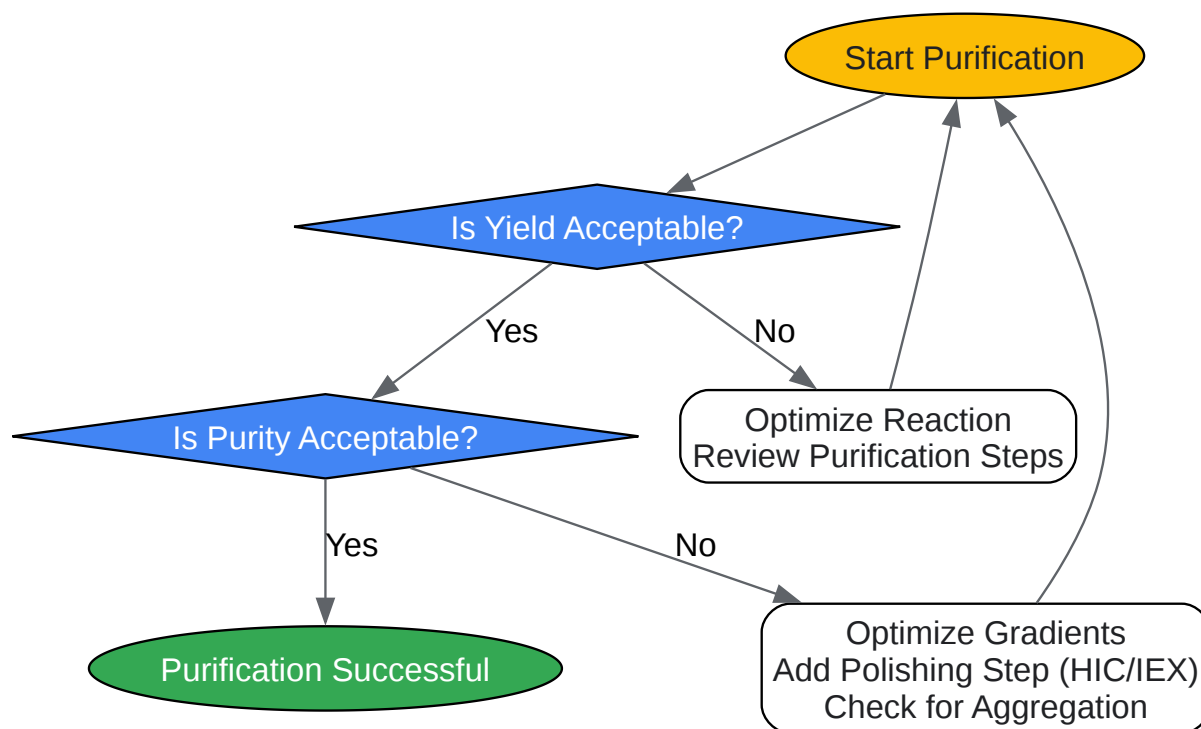 Start Purification
Is Yield Acceptable?
Yes
No
Optimize Reaction
Review Purification Steps
Is Purity Acceptable?
Yes
No
Purification Successful
Optimize Gradients
Add Polishing Step (HIC/IEX)
Check for Aggregation